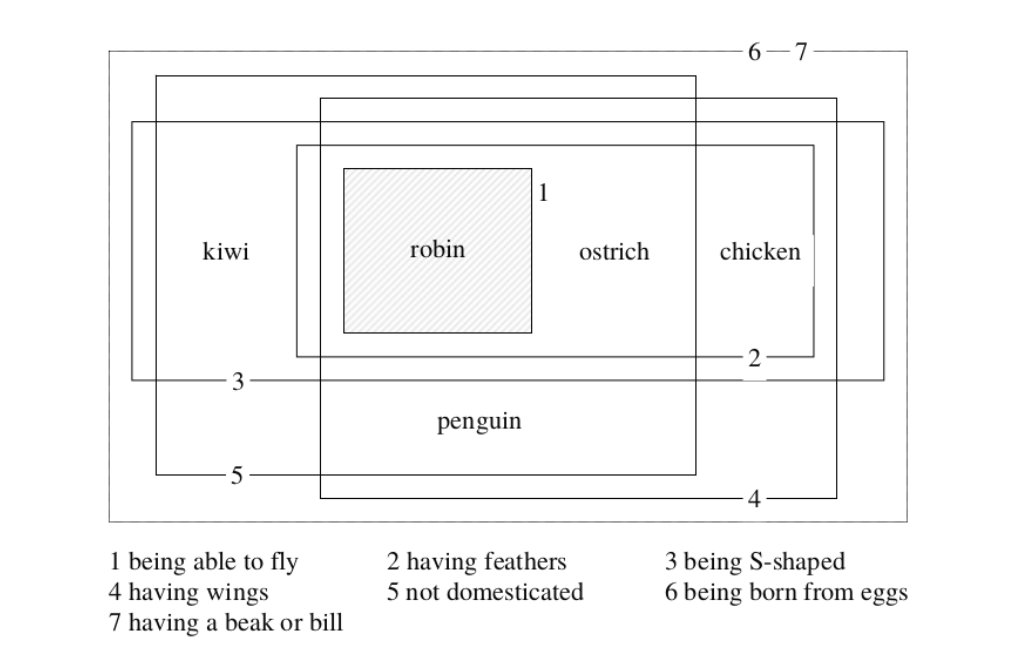 6 7
1
kiwi robin ostrich chicken
2
3
penguin
5
4
1 being able to fly 2 having feathers 3 being S-shaped
4 having wings 5 not domesticated 6 being born from eggs
7 having a beak or bill